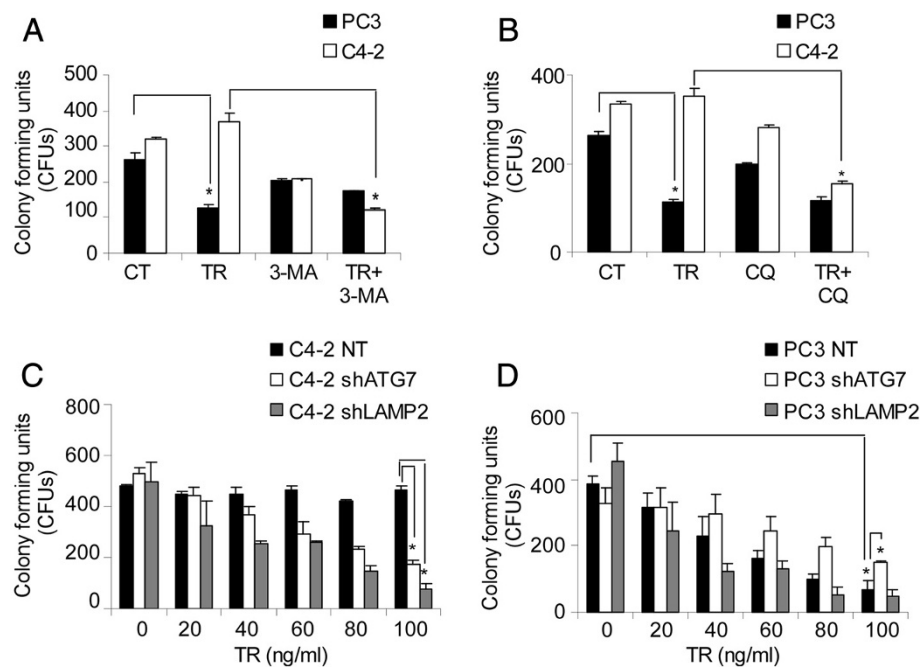 A
PC3
C4-2
Colony forming units
(CFUs)
500
400
300
200
100
0
*
*
CT
TR
3-MA
TR+
3-MA
B
PC3
C4-2
Colony forming units
(CFUs)
400
200
0
*
*
CT
TR
CQ
TR+
CQ
C
C4-2 NT
C4-2 shATG7
C4-2 shLAMP2
Colony forming units
(CFUs)
800
600
400
200
0
*
*
0 20 40 60 80 100
TR (ng/ml)
D
PC3 NT
PC3 shATG7
PC3 shLAMP2
Colony forming units
(CFUs)
600
400
200
0
*
*
0 20 40 60 80 100
TR (ng/ml)